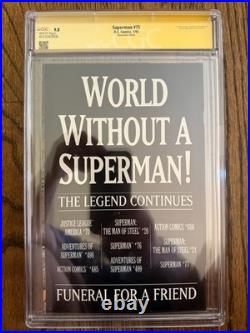 9.8
Superman #75
D.C. Comics, 1/93
WORLD
WITHOUT A
SUPERMAN!
THE LEGEND CONTINUES
JUSTICE LEAGUE
AMERICA #70
SUPERMAN:
THE MAN OF STEEL #20
ACTION COMICS #686
ADVENTURES OF
SUPERMAN #498
SUPERMAN #76
SUPERMAN:
THE MAN OF STEEL #21
ACTION COMICS #685
ADVENTURES OF
SUPERMAN #499
SUPERMAN #77
FUNERAL FOR A FRIEND